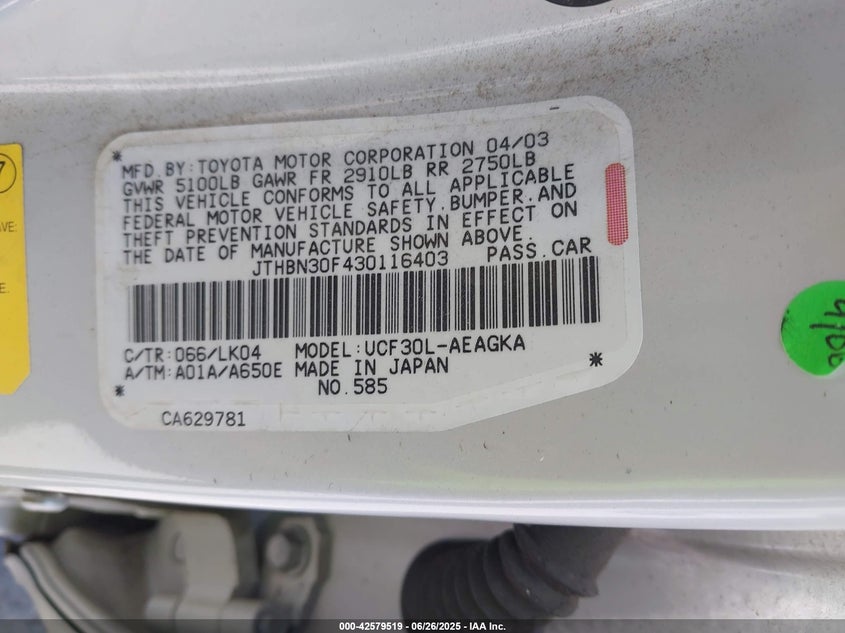 MFD. BY: TOYOTA MOTOR CORPORATION 04/03
GVWR 5100LB GAWR FR 2910LB RR 2750LB
THIS VEHICLE CONFORMS TO ALL APPLICABLE
FEDERAL MOTOR VEHICLE SAFETY, BUMPER, AND
THEFT PREVENTION STANDARDS IN EFFECT ON
THE DATE OF MANUFACTURE SHOWN ABOVE.
JTHBN30F430116403 PASS. CAR
C/TR: 066/LK04 MODEL: UCF30L-AEAGKA
A/TM: A01A/A650E MADE IN JAPAN
NO. 585
CA629781
7
AVE:
E.
000-42579519 | 06/26/2025 - IAA Inc.